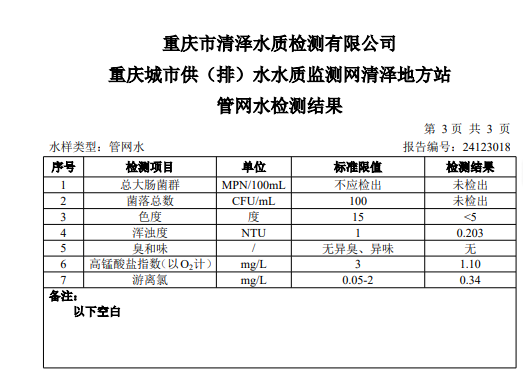 重庆市清泽水质检测有限公司
重庆城市供（排）水水质监测网清泽地方站
管网水检测结果
第 3 页 共 3 页
水样类型：管网水 报告编号：24123018
序号 检测项目 单位 标准限值 检测结果
1 总大肠菌群 MPN/100mL 不应检出 未检出
2 菌落总数 CFU/mL 100 未检出
3 色度 度 15 <5
4 浑浊度 NTU 1 0.203
5 臭和味 / 无异臭、异味 无
6 高锰酸盐指数（以O₂计） mg/L 3 1.10
7 游离氯 mg/L 0.05-2 0.34
备注：
以下空白